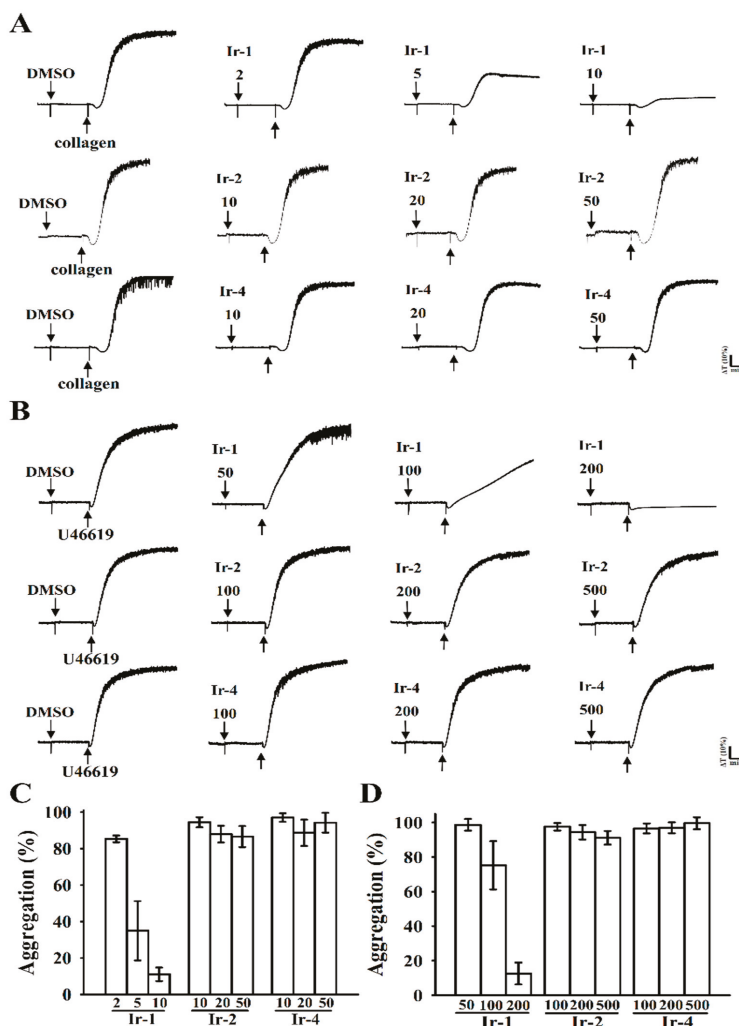 A
DMSO
collagen
Ir-1
2
Ir-1
5
Ir-1
10
DMSO
collagen
Ir-2
10
Ir-2
20
Ir-2
50
DMSO
collagen
Ir-4
10
Ir-4
20
Ir-4
50
ΔT (10%)
B
DMSO
U46619
Ir-1
50
Ir-1
100
Ir-1
200
DMSO
U46619
Ir-2
100
Ir-2
200
Ir-2
500
DMSO
U46619
Ir-4
100
Ir-4
200
Ir-4
500
ΔT (10%)
C
Aggregation (%)
100
80
60
40
20
0
2 5 10 10 20 50 10 20 50
Ir-1 Ir-2 Ir-4
D
Aggregation (%)
100
80
60
40
20
0
50 100 200 100 200 500 100 200 500
Ir-1 Ir-2 Ir-4